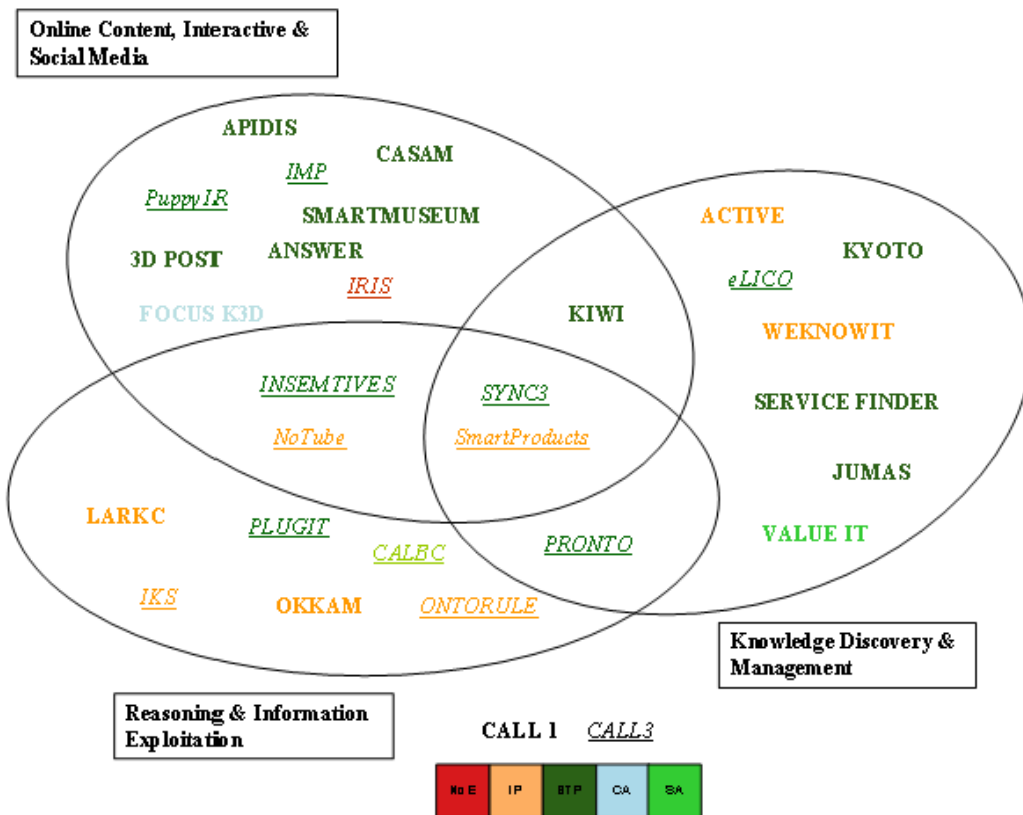 Online Content, Interactive &
Social Media
APIDIS
CASAM
IMP
PuppyIR
SMARTMUSEUM
ACTIVE
ANSWER
KYOTO
3D POST
eLICO
IRIS
FOCUS K3D
KIWI
WEKNOWIT
INSEMTIVES
SYNC3
SERVICE FINDER
NoTube
SmartProducts
JUMAS
LARKC
PLUGIT
VALUE IT
CALBC
PRONTO
IKS
OKKAM
ONTORULE
Knowledge Discovery &
Management
Reasoning & Information
Exploitation
CALL 1 CALL3
NoE IP STP CA SA